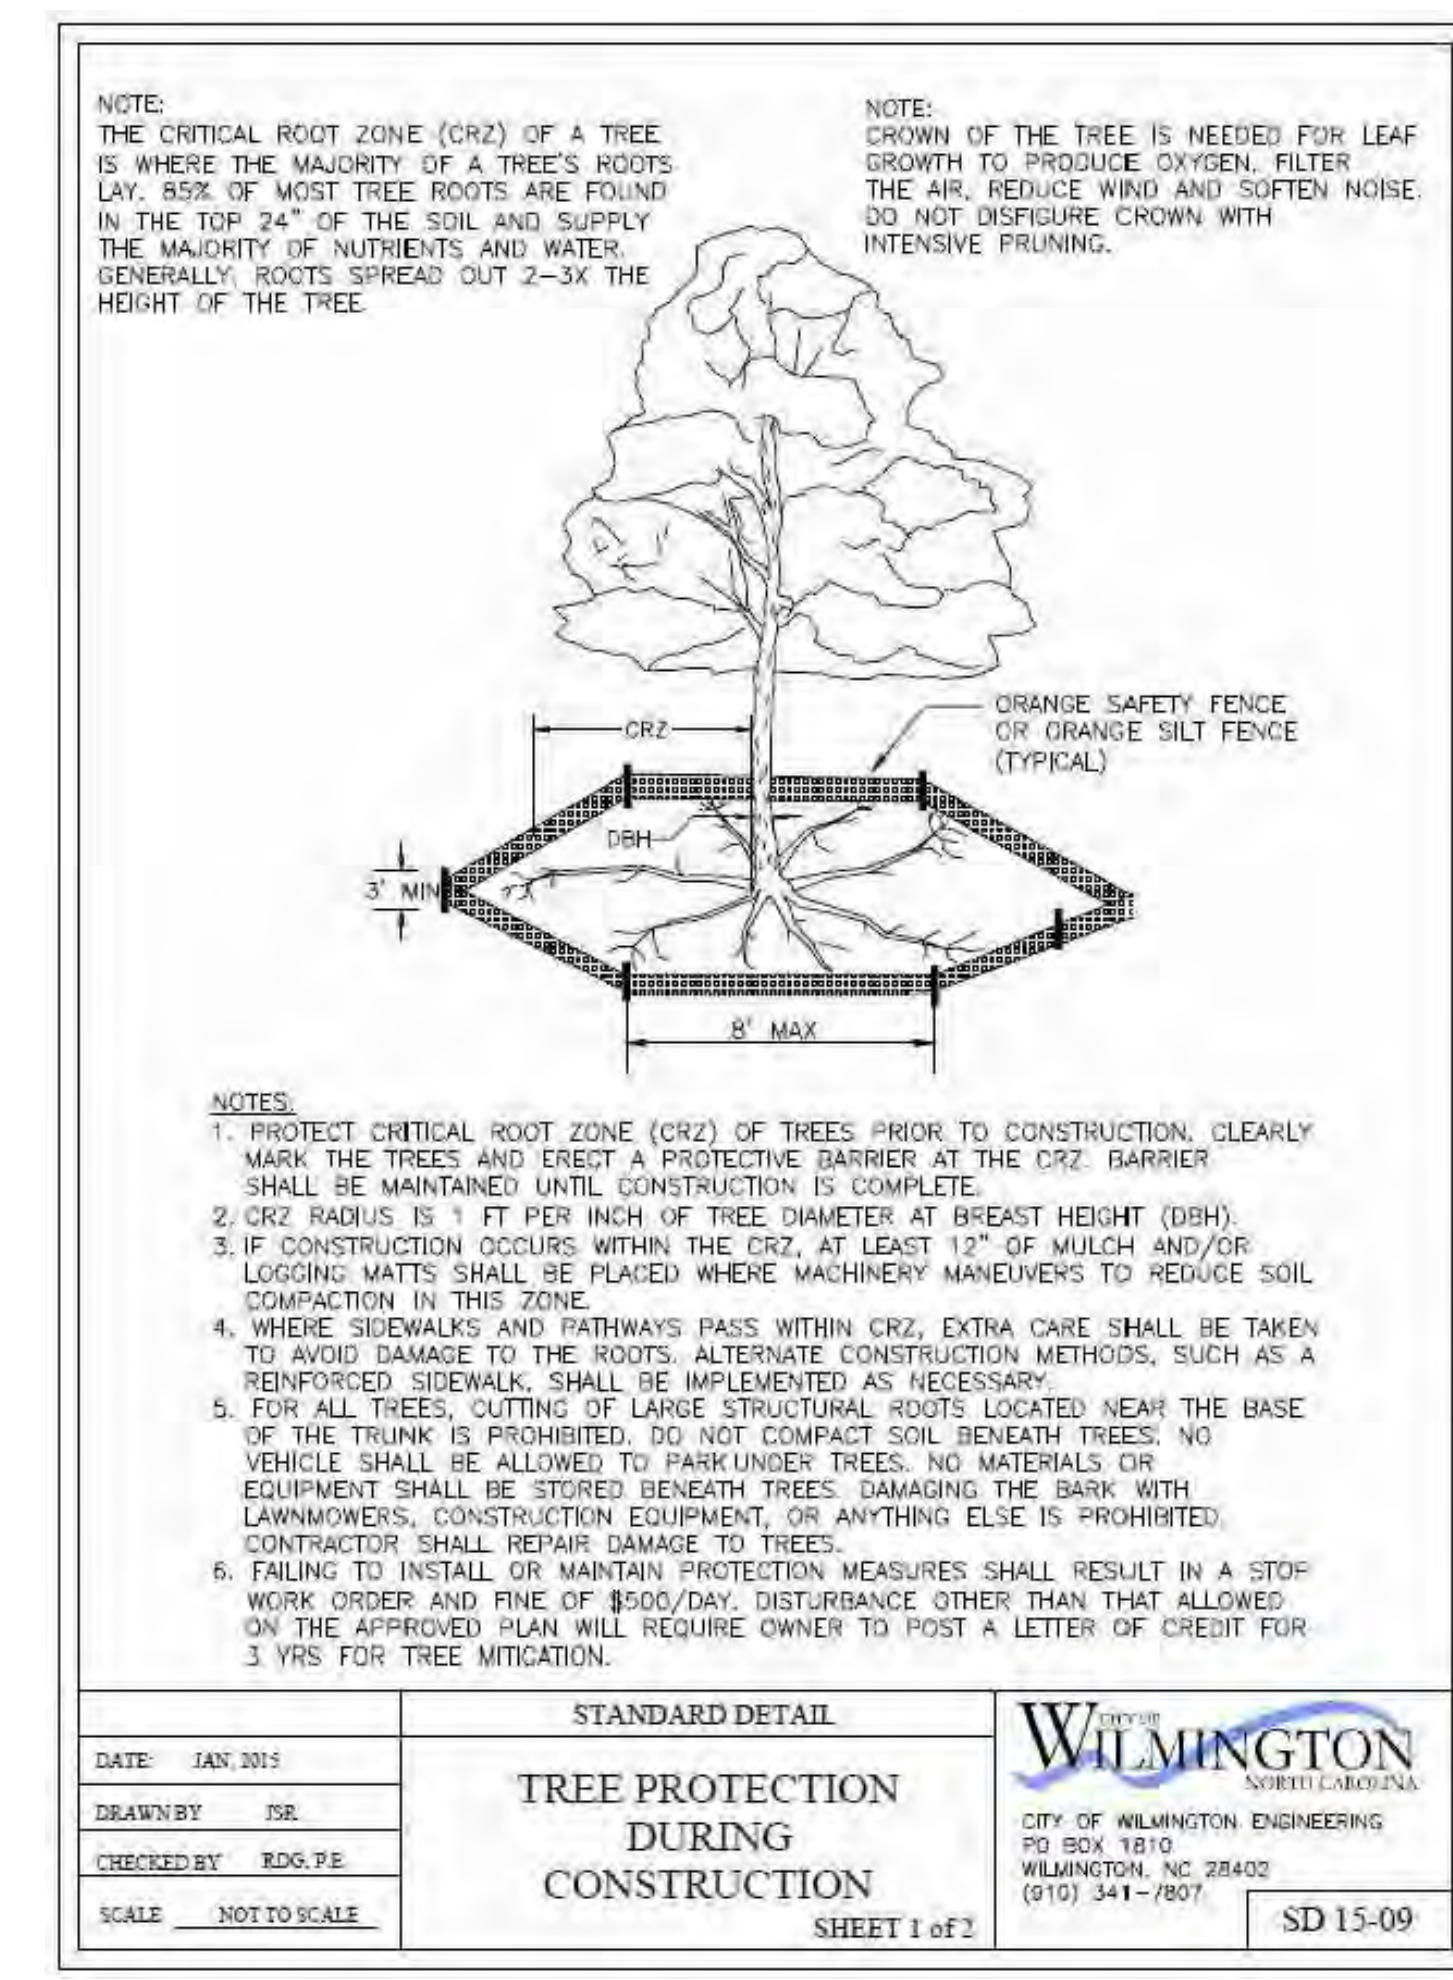 NOTE:
THE CRITICAL ROOT ZONE (CRZ) OF A TREE
IS WHERE THE MAJORITY OF A TREE'S ROOTS
LAY. 85% OF MOST TREE ROOTS ARE FOUND
IN THE TOP 24" OF THE SOIL AND SUPPLY
THE MAJORITY OF NUTRIENTS AND WATER.
GENERALLY, ROOTS SPREAD OUT 2-3X THE
HEIGHT OF THE TREE.
NOTE:
CROWN OF THE TREE IS NEEDED FOR LEAF
GROWTH TO PRODUCE OXYGEN, FILTER
THE AIR, REDUCE WIND AND SOFTEN NOISE.
DO NOT DISFIGURE CROWN WITH
INTENSIVE PRUNING.
ORANGE SAFETY FENCE
OR ORANGE SILT FENCE
(TYPICAL)
CRZ
DBH
3' MIN
8' MAX
NOTES:
1. PROTECT CRITICAL ROOT ZONE (CRZ) OF TREES PRIOR TO CONSTRUCTION. CLEARLY
MARK THE TREES AND ERECT A PROTECTIVE BARRIER AT THE CRZ. BARRIER
SHALL BE MAINTAINED UNTIL CONSTRUCTION IS COMPLETE.
2. CRZ RADIUS IS 1 FT PER INCH OF TREE DIAMETER AT BREAST HEIGHT (DBH).
3. IF CONSTRUCTION OCCURS WITHIN THE CRZ, AT LEAST 12" OF MULCH AND/OR
LOGGING MATTS SHALL BE PLACED WHERE MACHINERY MANEUVERS TO REDUCE SOIL
COMPACTION IN THIS ZONE.
4. WHERE SIDEWALKS AND PATHWAYS PASS WITHIN CRZ, EXTRA CARE SHALL BE TAKEN
TO AVOID DAMAGE TO THE ROOTS. ALTERNATE CONSTRUCTION METHODS, SUCH AS A
REINFORCED SIDEWALK, SHALL BE IMPLEMENTED AS NECESSARY.
5. FOR ALL TREES, CUTTING OF LARGE STRUCTURAL ROOTS LOCATED NEAR THE BASE
OF THE TRUNK IS PROHIBITED. DO NOT COMPACT SOIL BENEATH TREES. NO
VEHICLE SHALL BE ALLOWED TO PARK UNDER TREES. NO MATERIALS OR
EQUIPMENT SHALL BE STORED BENEATH TREES. DAMAGING THE BARK WITH
LAWNMOWERS, CONSTRUCTION EQUIPMENT, OR ANYTHING ELSE IS PROHIBITED.
CONTRACTOR SHALL REPAIR DAMAGE TO TREES.
6. FAILING TO INSTALL OR MAINTAIN PROTECTION MEASURES SHALL RESULT IN A STOP
WORK ORDER AND FINE OF $500/DAY. DISTURBANCE OTHER THAN THAT ALLOWED
ON THE APPROVED PLAN WILL REQUIRE OWNER TO POST A LETTER OF CREDIT FOR
3 YRS FOR TREE MITIGATION.
DATE: JAN, 2015
DRAWN BY JSR
CHECKED BY RDG, P.E.
SCALE NOT TO SCALE
STANDARD DETAIL
TREE PROTECTION
DURING
CONSTRUCTION
SHEET 1 of 2
CITY OF
WILMINGTON
NORTH CAROLINA
CITY OF WILMINGTON ENGINEERING
PO BOX 1810
WILMINGTON, NC 28402
(910) 341-7807
SD 15-09